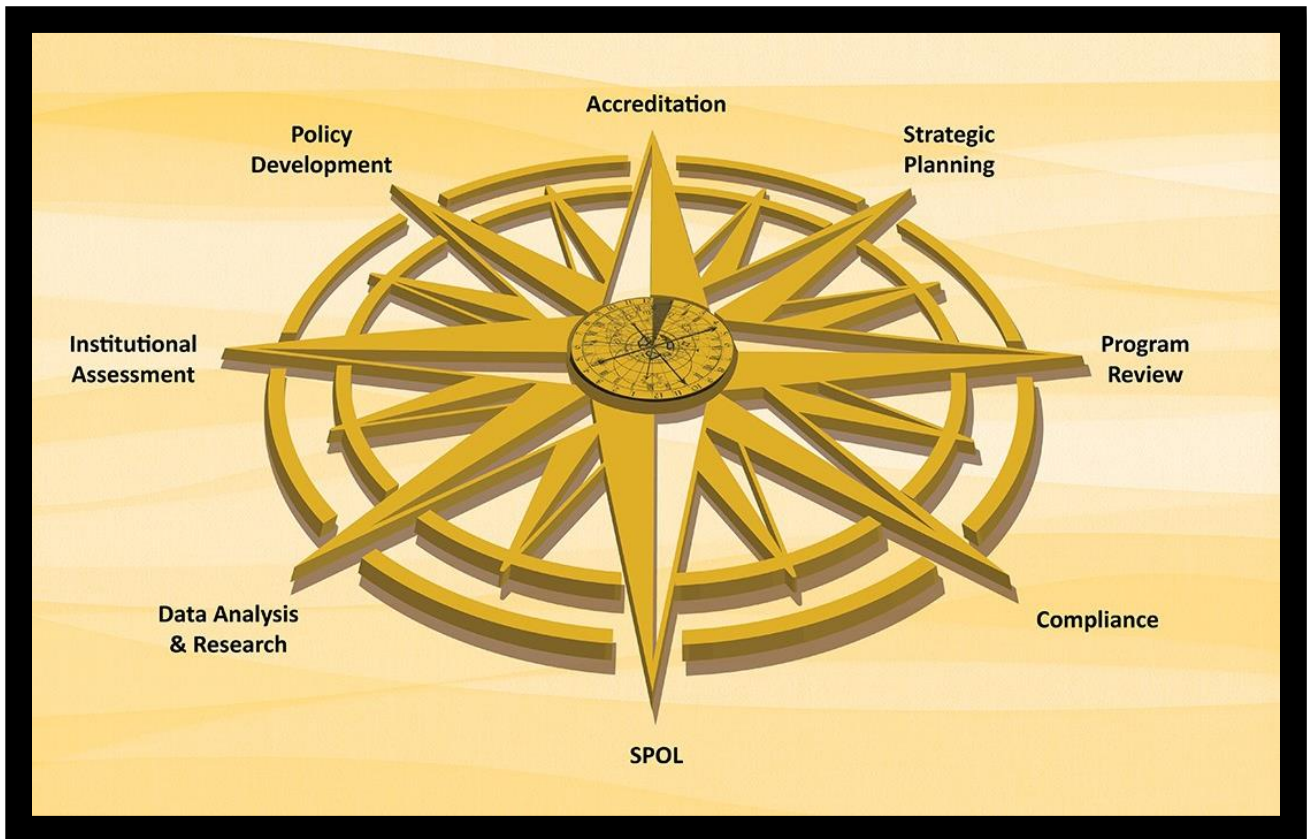 Accreditation
Policy
Development
Strategic
Planning
Institutional
Assessment
Program
Review
Data Analysis
& Research
Compliance
SPOL